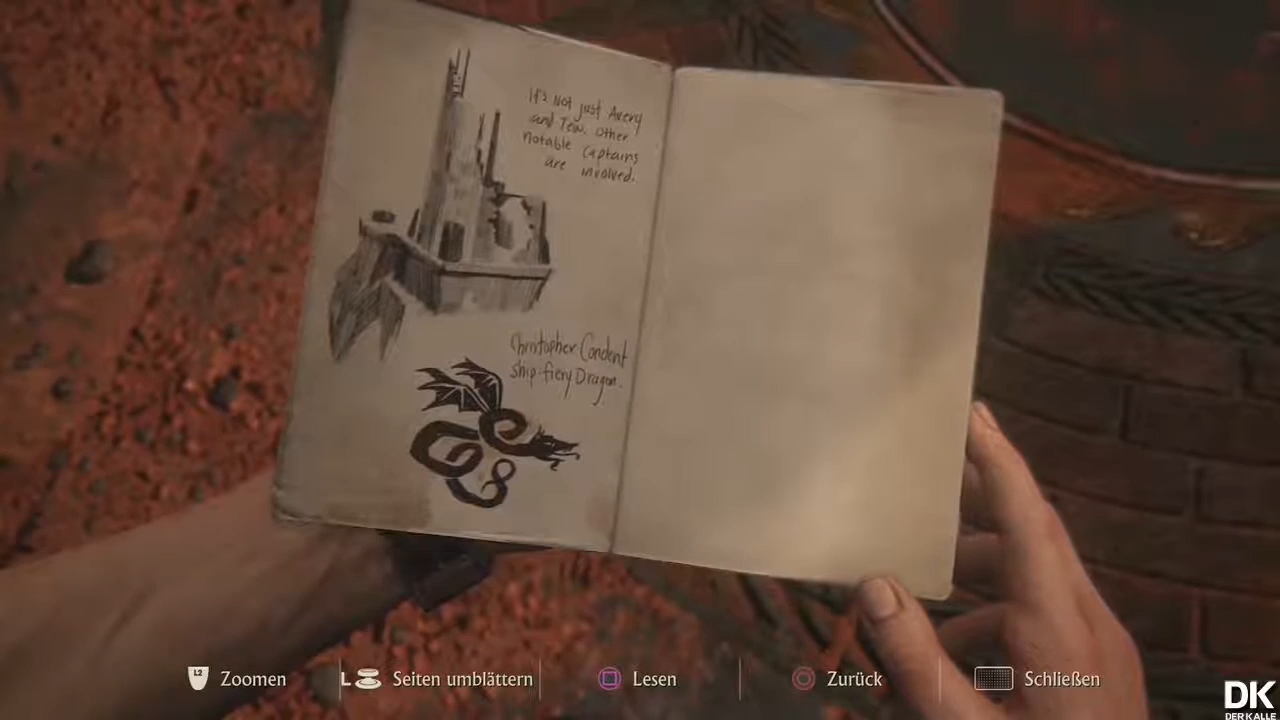 It's Not just Avery
and Tew. other
notable Captains
are involved.
Christopher Condent
ship-fiery Dragon.
L2 Zoomen
L Seiten umblättern
Lesen
Zurück
Schließen
DK
DERKALLE